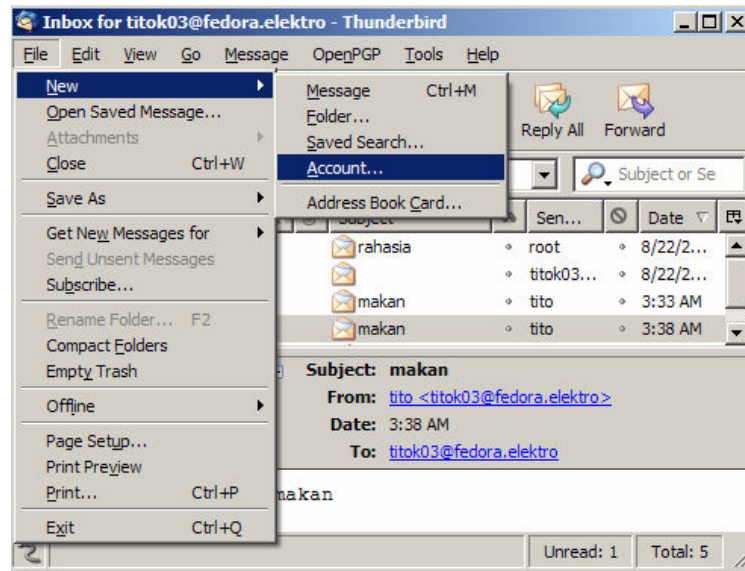 Inbox for titok03@fedora.elektro - Thunderbird
File Edit View Go Message OpenPGP Tools Help
New
Open Saved Message...
Attachments
Close Ctrl+W
Save As
Get New Messages for
Send Unsent Messages
Subscribe...
Rename Folder... F2
Compact Folders
Empty Trash
Offline
Page Setup...
Print Preview
Print... Ctrl+P
Exit Ctrl+Q
Message Ctrl+M
Folder...
Saved Search...
Account...
Address Book Card...
Reply All Forward
Subject or Se
Subject Sen... Date
rahasia root 8/22/2...
titok03... 8/22/2...
makan tito 3:33 AM
makan tito 3:38 AM
Subject: makan
From: tito <titok03@fedora.elektro>
Date: 3:38 AM
To: titok03@fedora.elektro
makan
Unread: 1 Total: 5